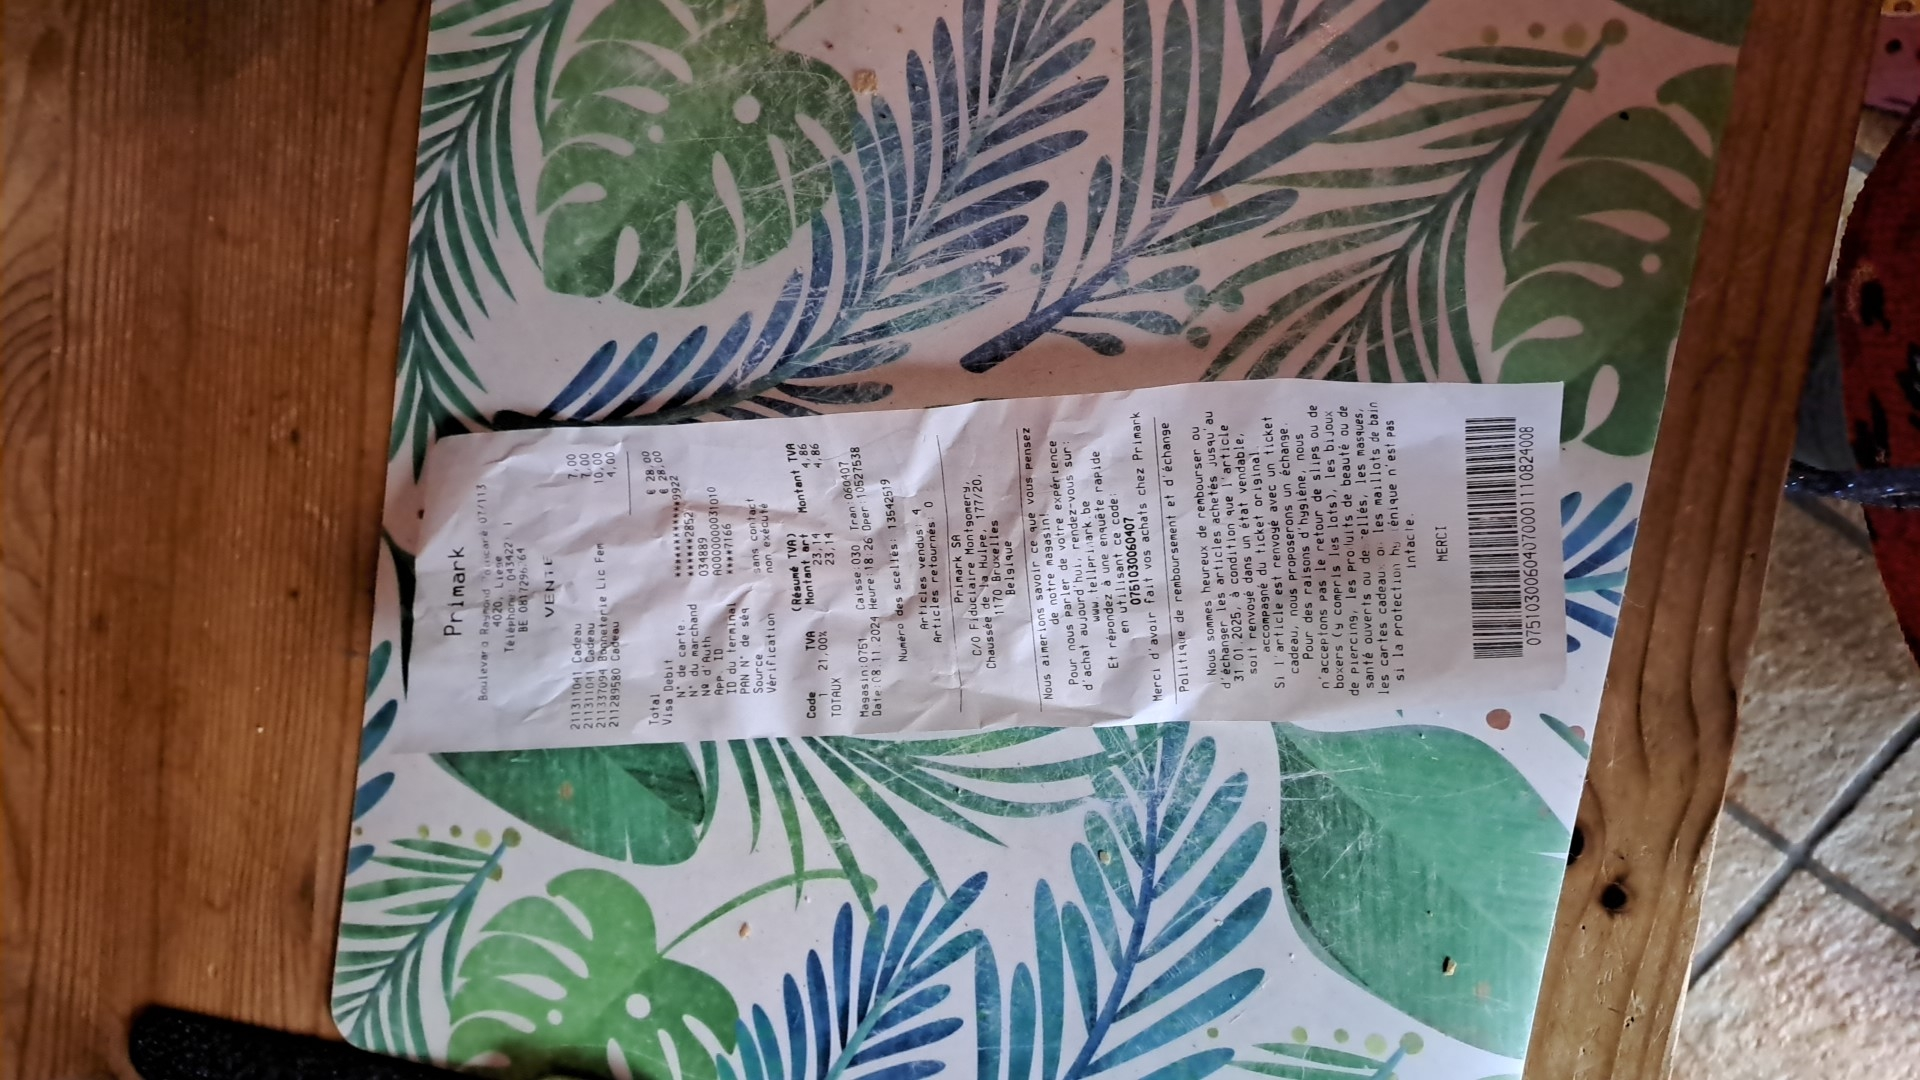 Primark
Boulevard Raymond Poincaré 07/113
4020, Liege
Téléphone 043422
BE 0817296.64
VENTE
211311041 Cadeau 7,00
211311041 Cadeau 7,00
211337094 Bonneterie Lic Fem 10,00
211289580 Cadeau 4,00
Total € 28,00
Visa Debit € 28,00
N° de carte. ************9922
N° du marchand ******2852
N° d'Auth 034889
App. ID A0000000031010
ID du terminal ****7166
PAN N° de séq
Source sans contact
Vérification non exécuté
(Résumé TVA)
Code TVA Montant art Montant TVA
1 21,00% 23,14 4,86
TOTAUX 23,14 4,86
Magasin:0751 Caisse:030 Tran:060407
Date:08.11.2024 Heure:18:26 Oper:10527538
Numéro des scellés: 13542519
Articles vendus: 4
Articles retournés: 0
Primark SA
C/O Fiduciaire Montgomery,
Chaussée de la Hulpe, 177/20,
1170 Bruxelles
Belgique
Nous aimerions savoir ce que vous pensez
de notre magasin!
Pour nous parler de votre expérience
d'achat aujourd'hui, rendez-vous sur:
www.tellprimark.be
Et répondez à une enquête rapide
en utilisant ce code:
075103060407
Merci d'avoir fait vos achats chez Primark
Politique de remboursement et d'échange
Nous sommes heureux de rembourser ou
d'échanger les articles achetés jusqu'au
31.01.2025, à condition que l'article
soit renvoyé dans un état vendable,
accompagné du ticket original.
Si l'article est renvoyé avec un ticket
cadeau, nous proposerons un échange.
Pour des raisons d'hygiène, nous
n'acceptons pas le retour de slips ou de
boxers (y compris les lots), les bijoux
de piercing, les produits de beauté ou de
santé ouverts ou descellés, les masques,
les cartes cadeaux ou les maillots de bain
si la protection hygiénique n'est pas
intacte.
MERCI
075103006040700011110824008